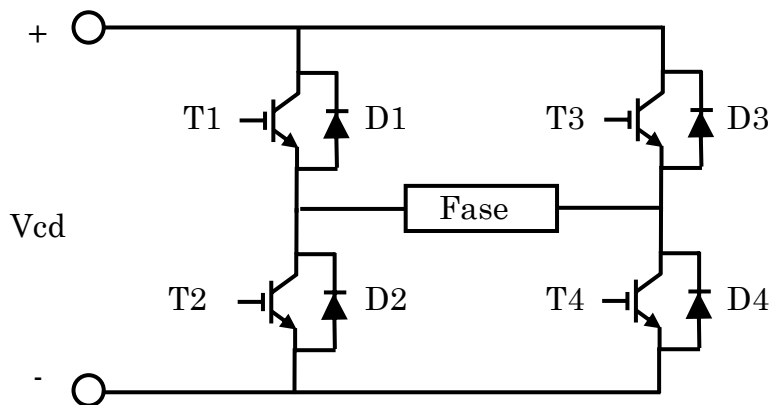 +
T1 D1 T3 D3
Vcd Fase
T2 D2 T4 D4
-